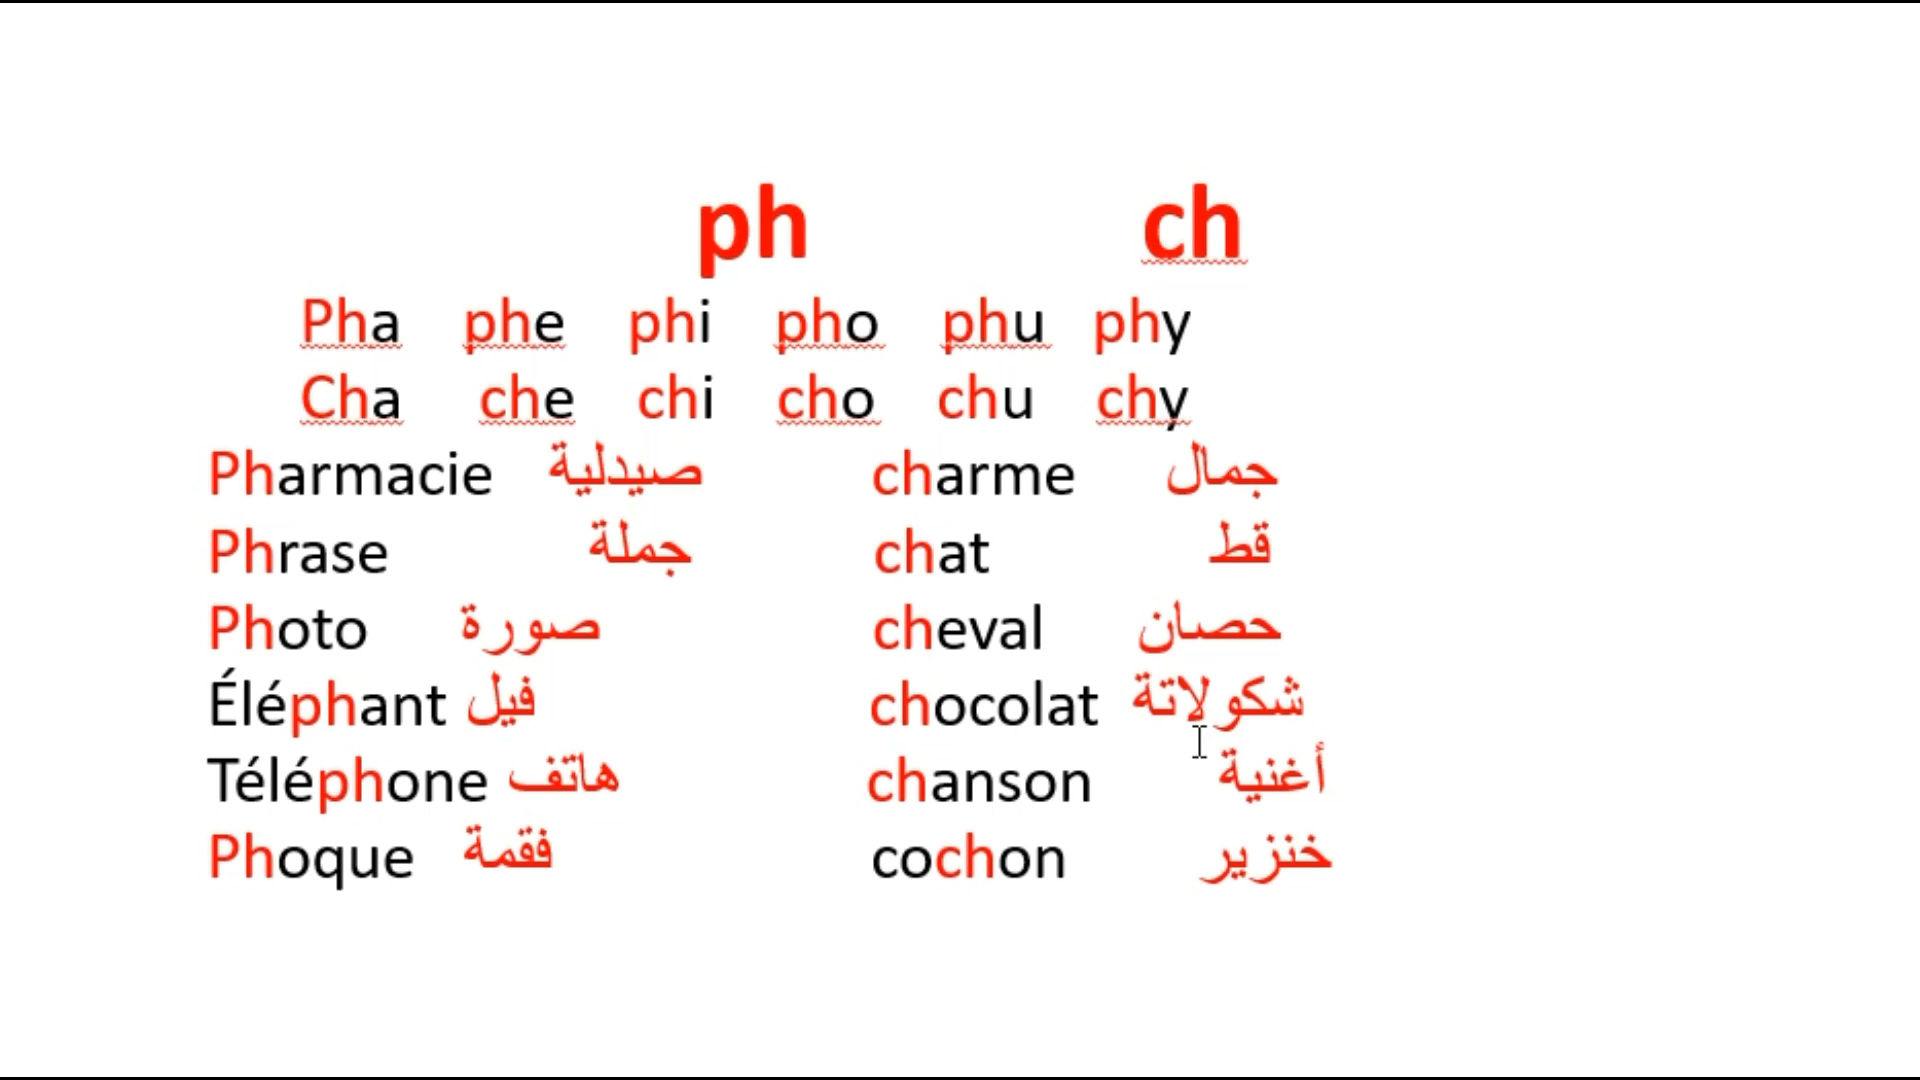 ph ch
Pha phe phi pho phu phy
Cha che chi cho chu chy
Pharmacie صيدلية charme جمال
Phrase جملة chat قط
Photo صورة cheval حصان
Éléphant فيل chocolat شكولاتة
Téléphone هاتف chanson أغنية
Phoque فقمة cochon خنزير